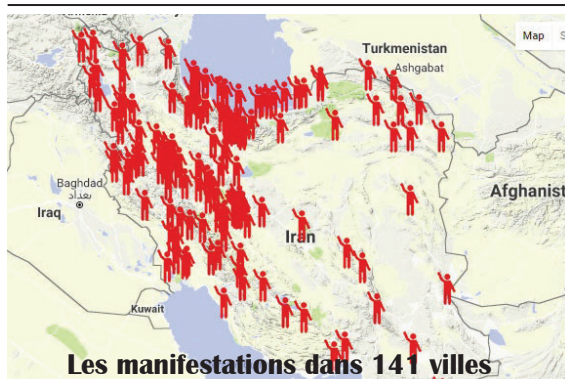 Map
Turkmenistan
Ashgabat
Baghdad
بغداد
Afghanist
Iraq
Iran
Kuwait
Les manifestations dans 141 villes